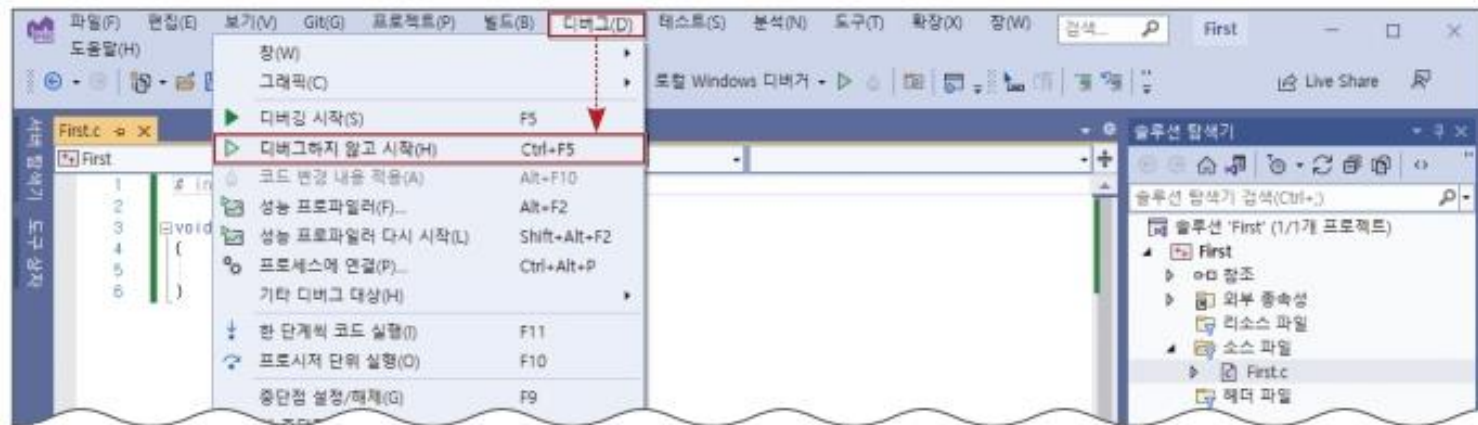 파일(F) 편집(E) 보기(V) Git(G) 프로젝트(P) 빌드(B) 디버그(D) 테스트(S) 분석(N) 도구(T) 확장(X) 창(W) 검색... First
도움말(H)
로컬 Windows 디버거 Live Share
서버 탐색기 도구 상자
First.c
First
1 # in
2
3 void
4 {
5
6 }
창(W)
그래픽(C)
디버깅 시작(S) F5
디버그하지 않고 시작(H) Ctrl+F5
코드 변경 내용 적용(A) Alt+F10
성능 프로파일러(F)... Alt+F2
성능 프로파일러 다시 시작(L) Shift+Alt+F2
프로세스에 연결(P)... Ctrl+Alt+P
기타 디버그 대상(H)
한 단계씩 코드 실행(I) F11
프로시저 단위 실행(O) F10
중단점 설정/해제(G) F9
솔루션 탐색기
솔루션 탐색기 검색(Ctrl+;)
솔루션 'First' (1/1개 프로젝트)
First
참조
외부 종속성
리소스 파일
소스 파일
First.c
헤더 파일